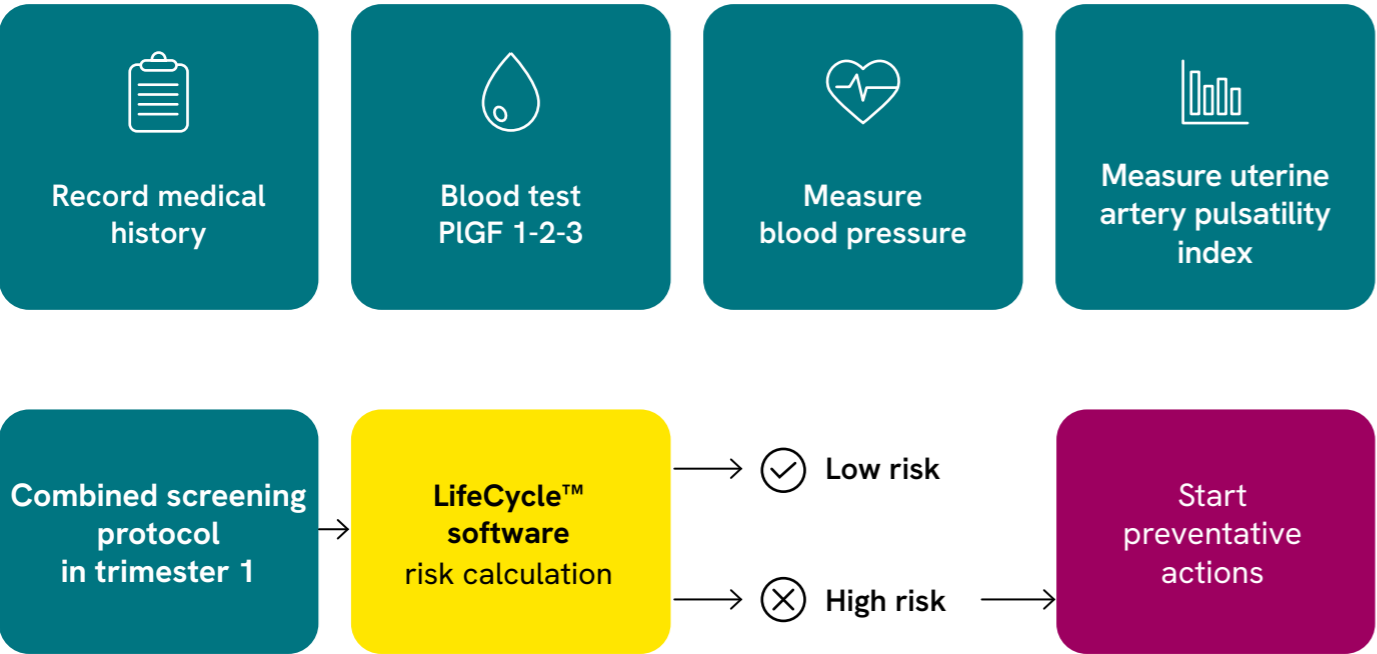 Record medical
history
Blood test
PlGF 1-2-3
Measure
blood pressure
Measure uterine
artery pulsatility
index
Combined screening
protocol
in trimester 1
LifeCycle™
software
risk calculation
Low risk
High risk
Start
preventative
actions